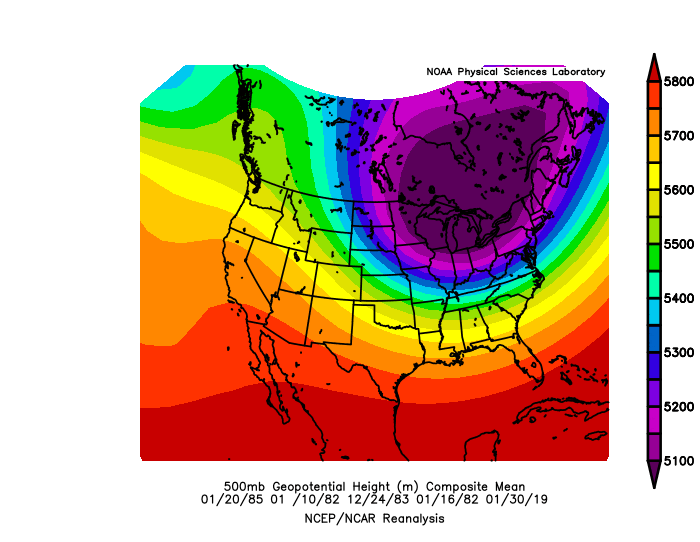 NOAA Physical Sciences Laboratory
5800
5700
5600
5500
5400
5300
5200
5100
500mb Geopotential Height (m) Composite Mean
01/20/85 01 /10/82 12/24/83 01/16/82 01/30/19
NCEP/NCAR Reanalysis